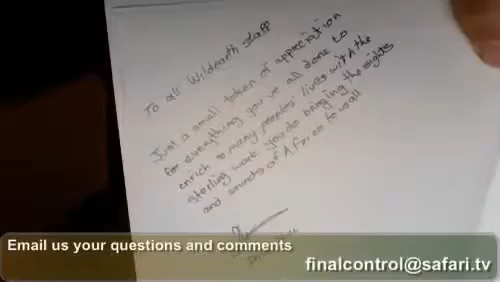 To all Wildearth staff
Just a small token of appreciation
for everything you've all done to
enrich so many peoples lives with the
sterling work you do bringing the sights
and sounds of Africa to us all
Email us your questions and comments
finalcontrol@safari.tv